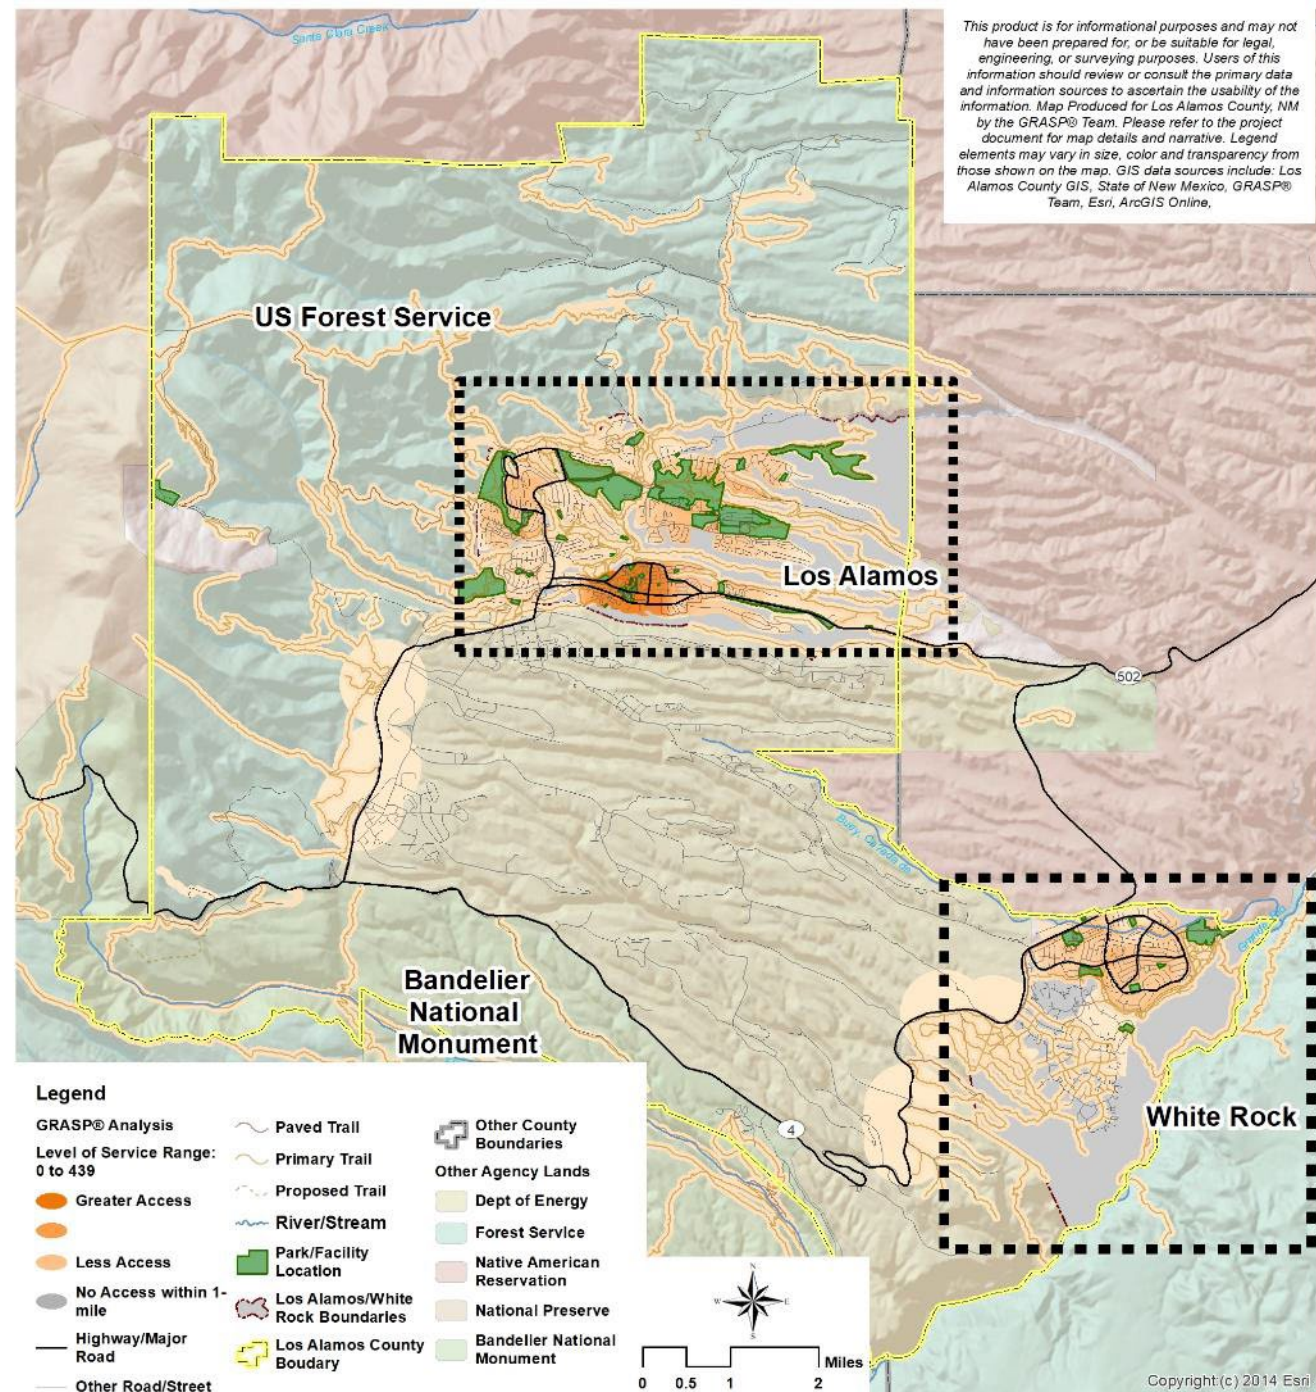 Santa Clara Creek
This product is for informational purposes and may not
have been prepared for, or be suitable for legal,
engineering, or surveying purposes. Users of this
information should review or consult the primary data
and information sources to ascertain the usability of the
information. Map Produced for Los Alamos County, NM
by the GRASP® Team. Please refer to the project
document for map details and narrative. Legend
elements may vary in size, color and transparency from
those shown on the map. GIS data sources include: Los
Alamos County GIS, State of New Mexico, GRASP®
Team, Esri, ArcGIS Online,
US Forest Service
Los Alamos
502
Buey, Canada de
Grande, Rio
Bandelier
National
Monument
White Rock
4
Legend
GRASP® Analysis
Level of Service Range:
0 to 439
Greater Access
Less Access
No Access within 1-
mile
Highway/Major
Road
Other Road/Street
Paved Trail
Primary Trail
Proposed Trail
River/Stream
Park/Facility
Location
Los Alamos/White
Rock Boundaries
Los Alamos County
Boudary
Other County
Boundaries
Other Agency Lands
Dept of Energy
Forest Service
Native American
Reservation
National Preserve
Bandelier National
Monument
N
W E
S
Miles
0 0.5 1 2
Copyright:(c) 2014 Esri